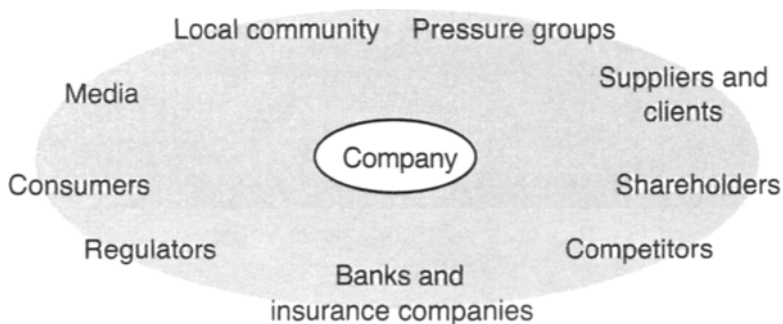 Local community Pressure groups
Media
Suppliers and
clients
Company
Consumers
Shareholders
Regulators
Competitors
Banks and
insurance companies